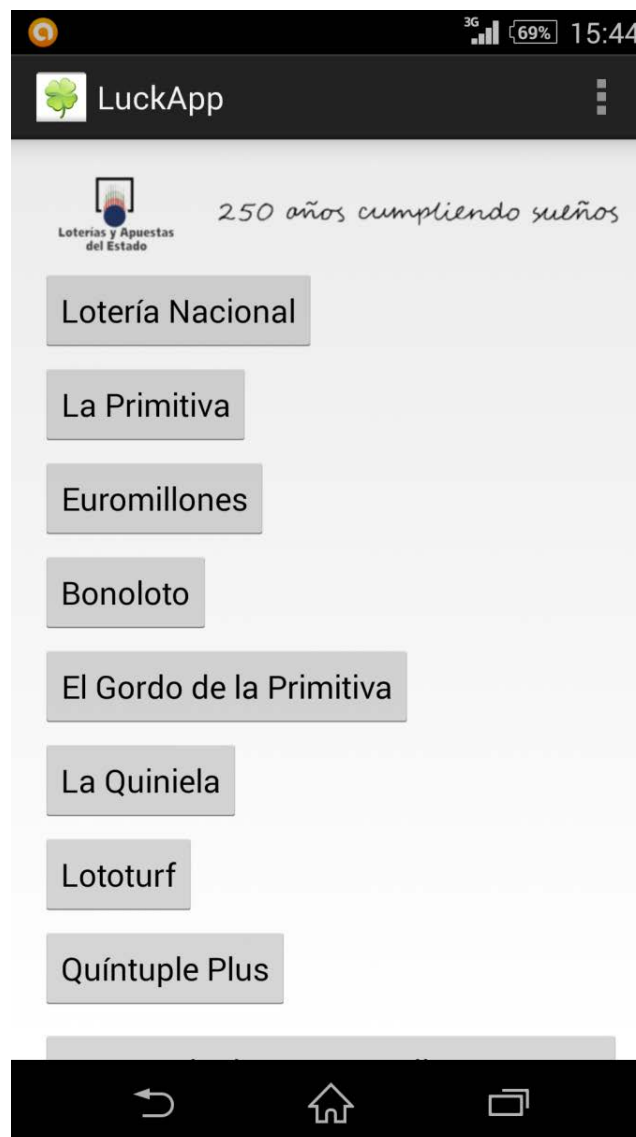 3G 69% 15:44
LuckApp
Loterías y Apuestas
del Estado
250 años cumpliendo sueños
Lotería Nacional
La Primitiva
Euromillones
Bonoloto
El Gordo de la Primitiva
La Quiniela
Lototurf
Quíntuple Plus